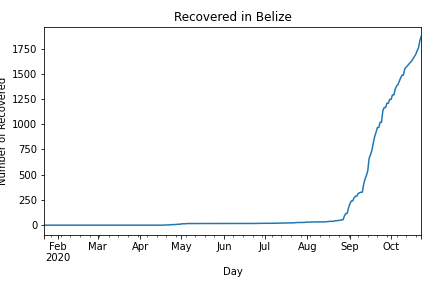 Recovered in Belize
Number of Recovered
1750
1500
1250
1000
750
500
250
0
Feb Mar Apr May Jun Jul Aug Sep Oct
2020
Day